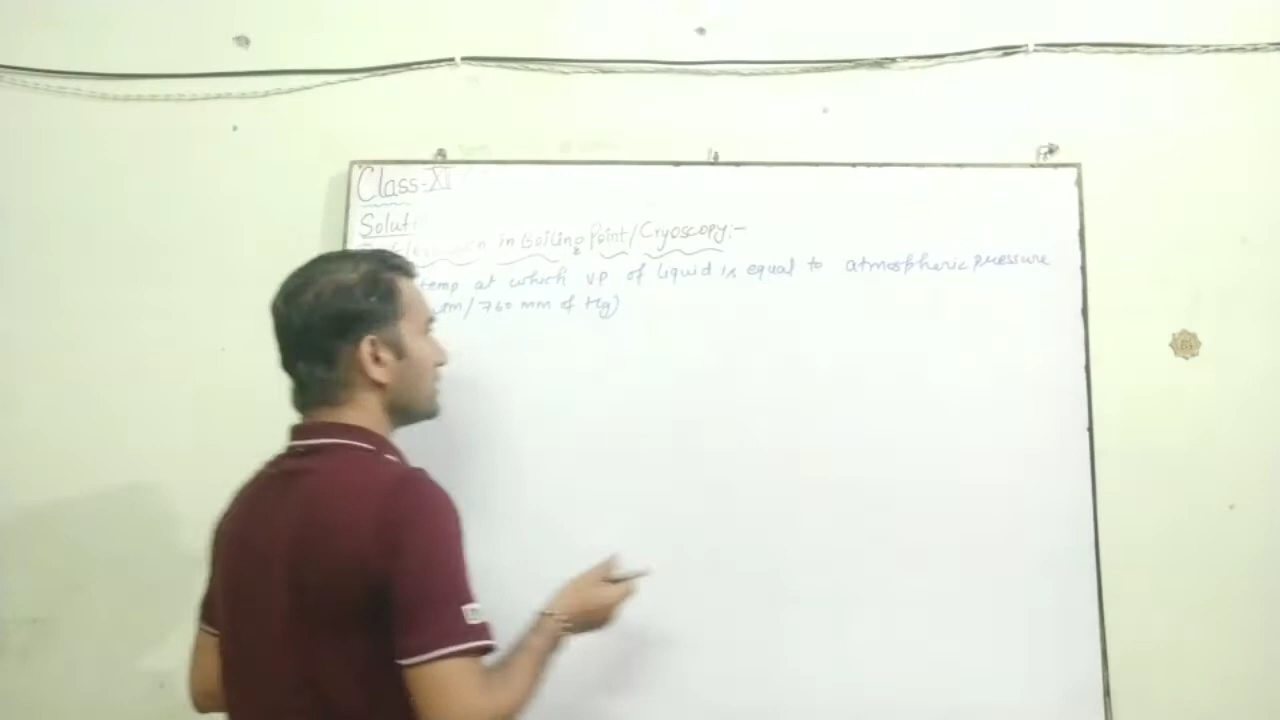 Class-XI
Solut
in Boiling Point/Cryoscopy:-
temp at which VP of liquid is equal to atmospheric pressure
/760 mm of Hg)